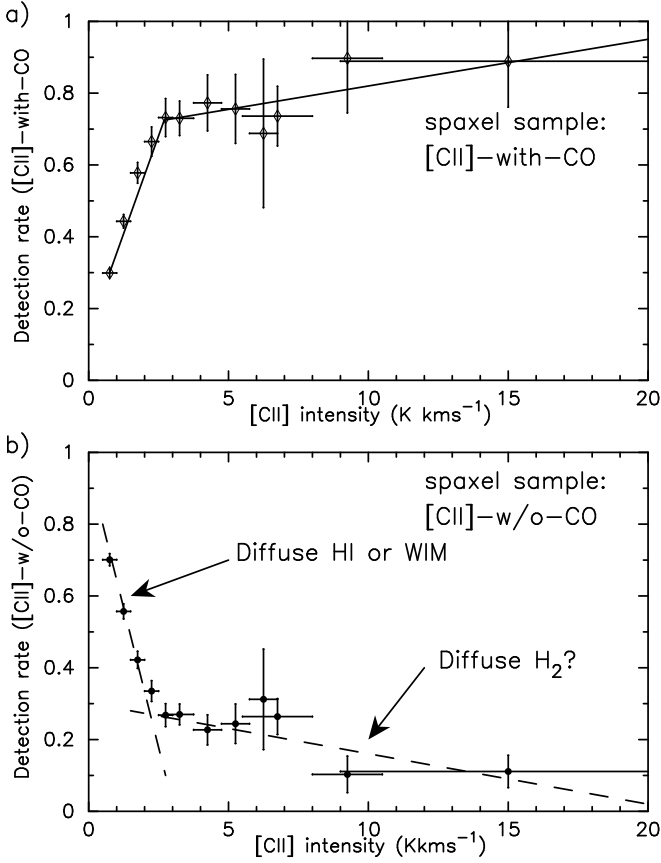 a)
1
0.8
0.6
0.4
0.2
0
Detection rate ([CII]-with-CO)
spaxel sample:
[CII]-with-CO
0 5 10 15 20
[CII] intensity (K kms⁻¹)
b)
1
0.8
0.6
0.4
0.2
0
Detection rate ([CII]-w/o-CO)
spaxel sample:
[CII]-w/o-CO
Diffuse HI or WIM
Diffuse H₂?
0 5 10 15 20
[CII] intensity (Kkms⁻¹)